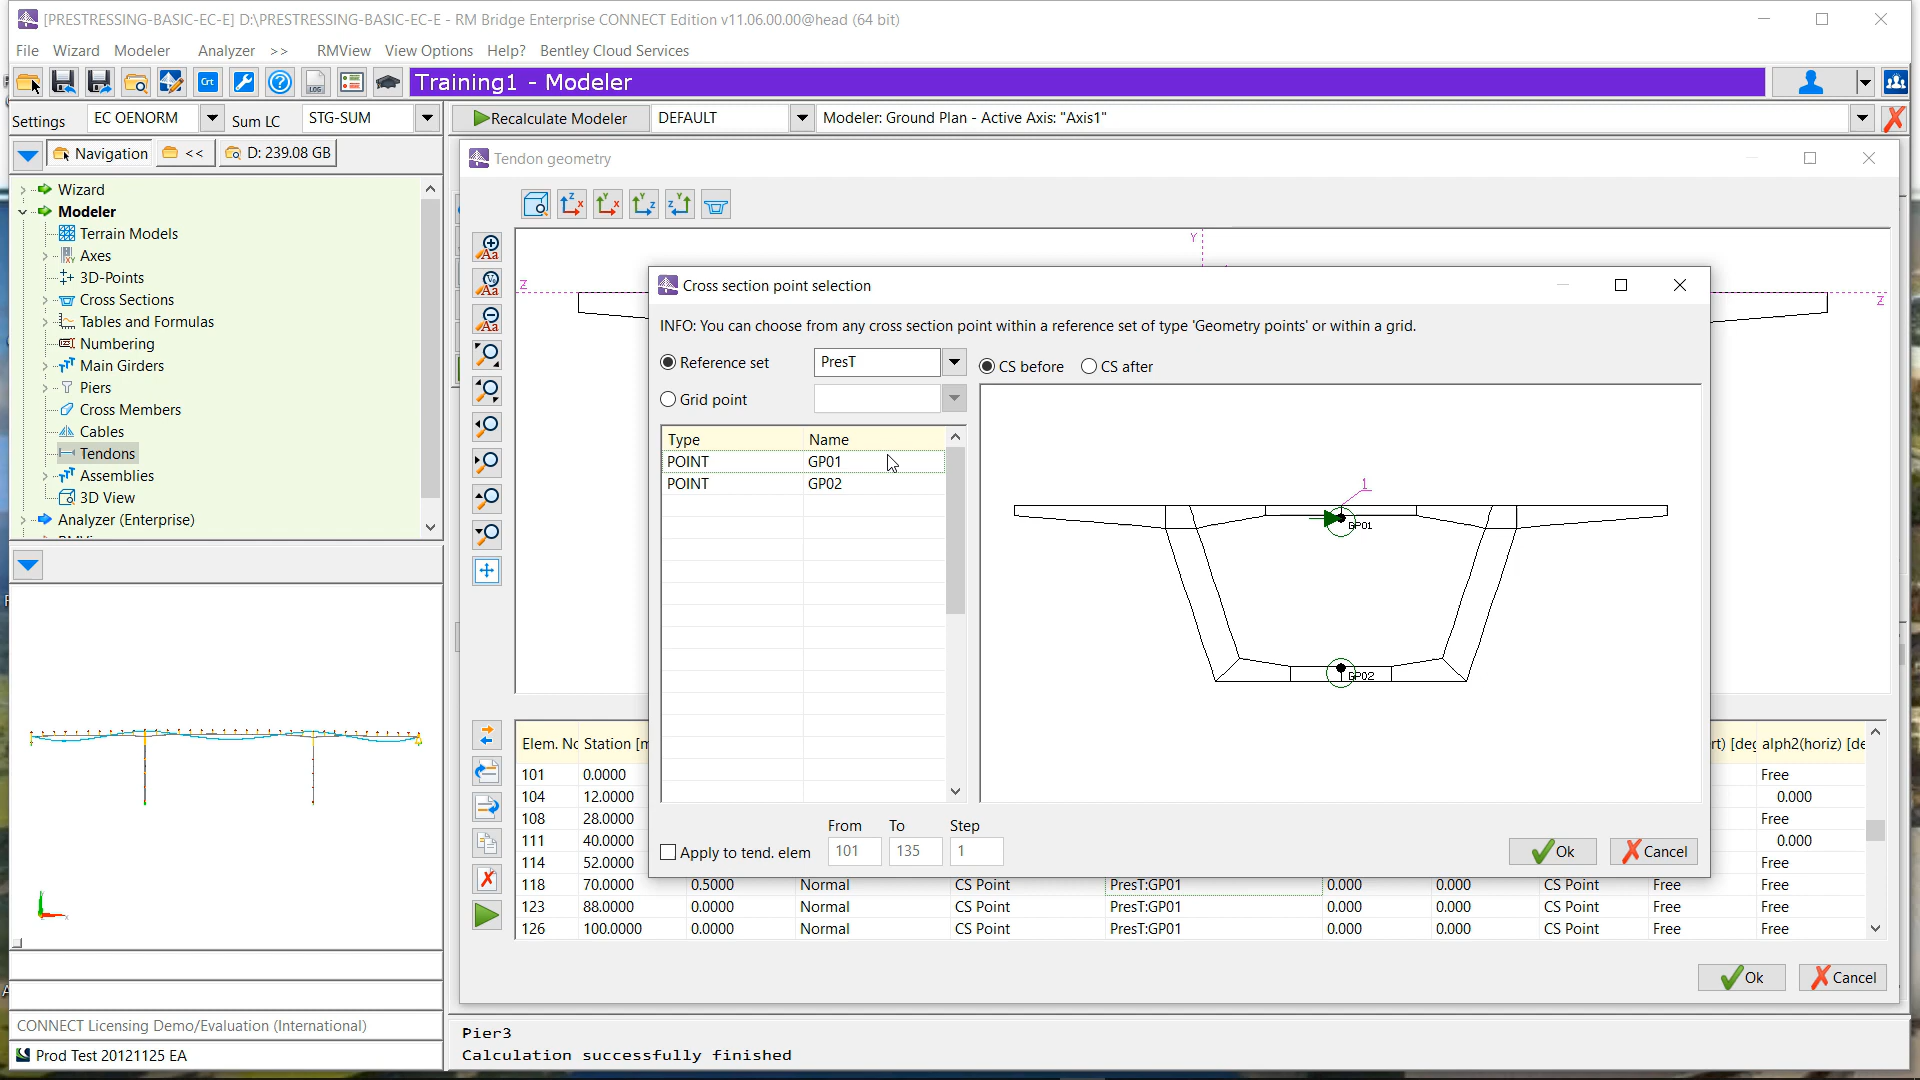 [PRESTRESSING-BASIC-EC-E] D:\PRESTRESSING-BASIC-EC-E - RM Bridge Enterprise CONNECT Edition v11.06.00.00@head (64 bit)
File Wizard Modeler Analyzer >> RMView View Options Help? Bentley Cloud Services
Crt LOG Training1 - Modeler
Settings EC OENORM Sum LC STG-SUM Recalculate Modeler DEFAULT Modeler: Ground Plan - Active Axis: "Axis1"
Navigation << D: 239.08 GB
Wizard
Modeler
Terrain Models
Axes
3D-Points
Cross Sections
Tables and Formulas
Numbering
Main Girders
Piers
Cross Members
Cables
Tendons
Assemblies
3D View
Analyzer (Enterprise)
CONNECT Licensing Demo/Evaluation (International)
Prod Test 20121125 EA
Tendon geometry
Y
Z Z
Cross section point selection
INFO: You can choose from any cross section point within a reference set of type 'Geometry points' or within a grid.
Reference set PresT CS before CS after
Grid point
Type Name
POINT GP01
POINT GP02
1
GP01
GP02
From To Step
Apply to tend. elem 101 135 1 Ok Cancel
Elem. Nc Station [m rt) [deg alph2(horiz) [de
101 0.0000 Free
104 12.0000 0.000
108 28.0000 Free
111 40.0000 0.000
114 52.0000 Free
118 70.0000 0.5000 Normal CS Point PresT:GP01 0.000 0.000 CS Point Free Free
123 88.0000 0.0000 Normal CS Point PresT:GP01 0.000 0.000 CS Point Free Free
126 100.0000 0.0000 Normal CS Point PresT:GP01 0.000 0.000 CS Point Free Free
Ok Cancel
Pier3
Calculation successfully finished